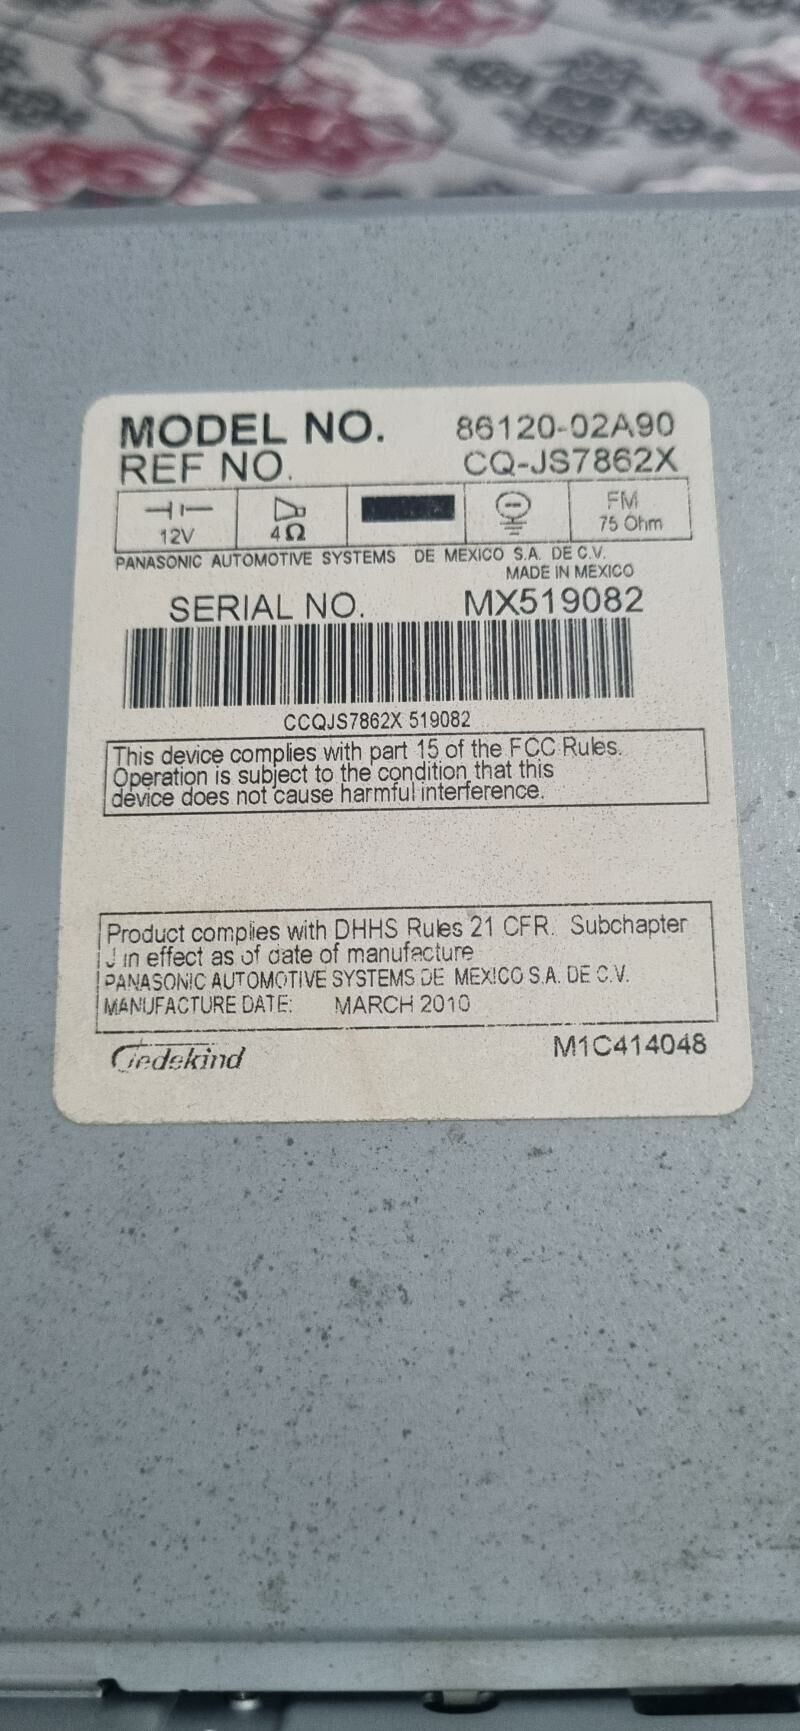 MODEL NO. 86120-02A90
REF NO. CQ-JS7862X
12V 4Ω FM 75 Ohm
PANASONIC AUTOMOTIVE SYSTEMS DE MEXICO S.A. DE C.V.
MADE IN MEXICO
SERIAL NO. MX519082
CCQJS7862X 519082
This device complies with part 15 of the FCC Rules.
Operation is subject to the condition that this
device does not cause harmful interference.
Product complies with DHHS Rules 21 CFR. Subchapter
J in effect as of date of manufacture
PANASONIC AUTOMOTIVE SYSTEMS DE MEXICO S.A. DE C.V.
MANUFACTURE DATE: MARCH 2010
Gedekind M1C414048